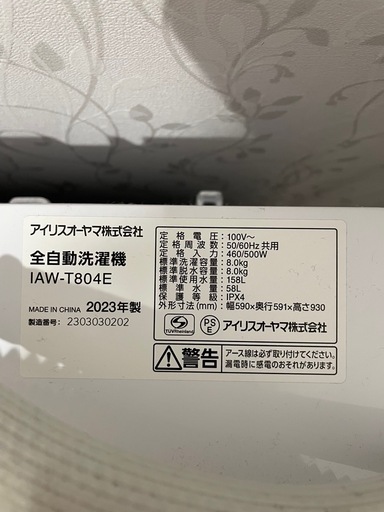 アイリスオーヤマ株式会社
全自動洗濯機
IAW-T804E
MADE IN CHINA 2023年製
製造番号: 2303030202
定格電圧: 100V～
定格周波数: 50/60Hz 共用
定格入力: 460/500W
標準洗濯容量: 8.0kg
標準脱水容量: 8.0kg
標準使用水量: 158L
標準水量: 58L
保護等級: IPX4
外形寸法(mm): 幅590×奥行591×高さ930
TÜVRheinland
PS
E
アイリスオーヤマ株式会社
警告
アース線は必ず取り付けてください。
漏電時に感電のおそれがあります。